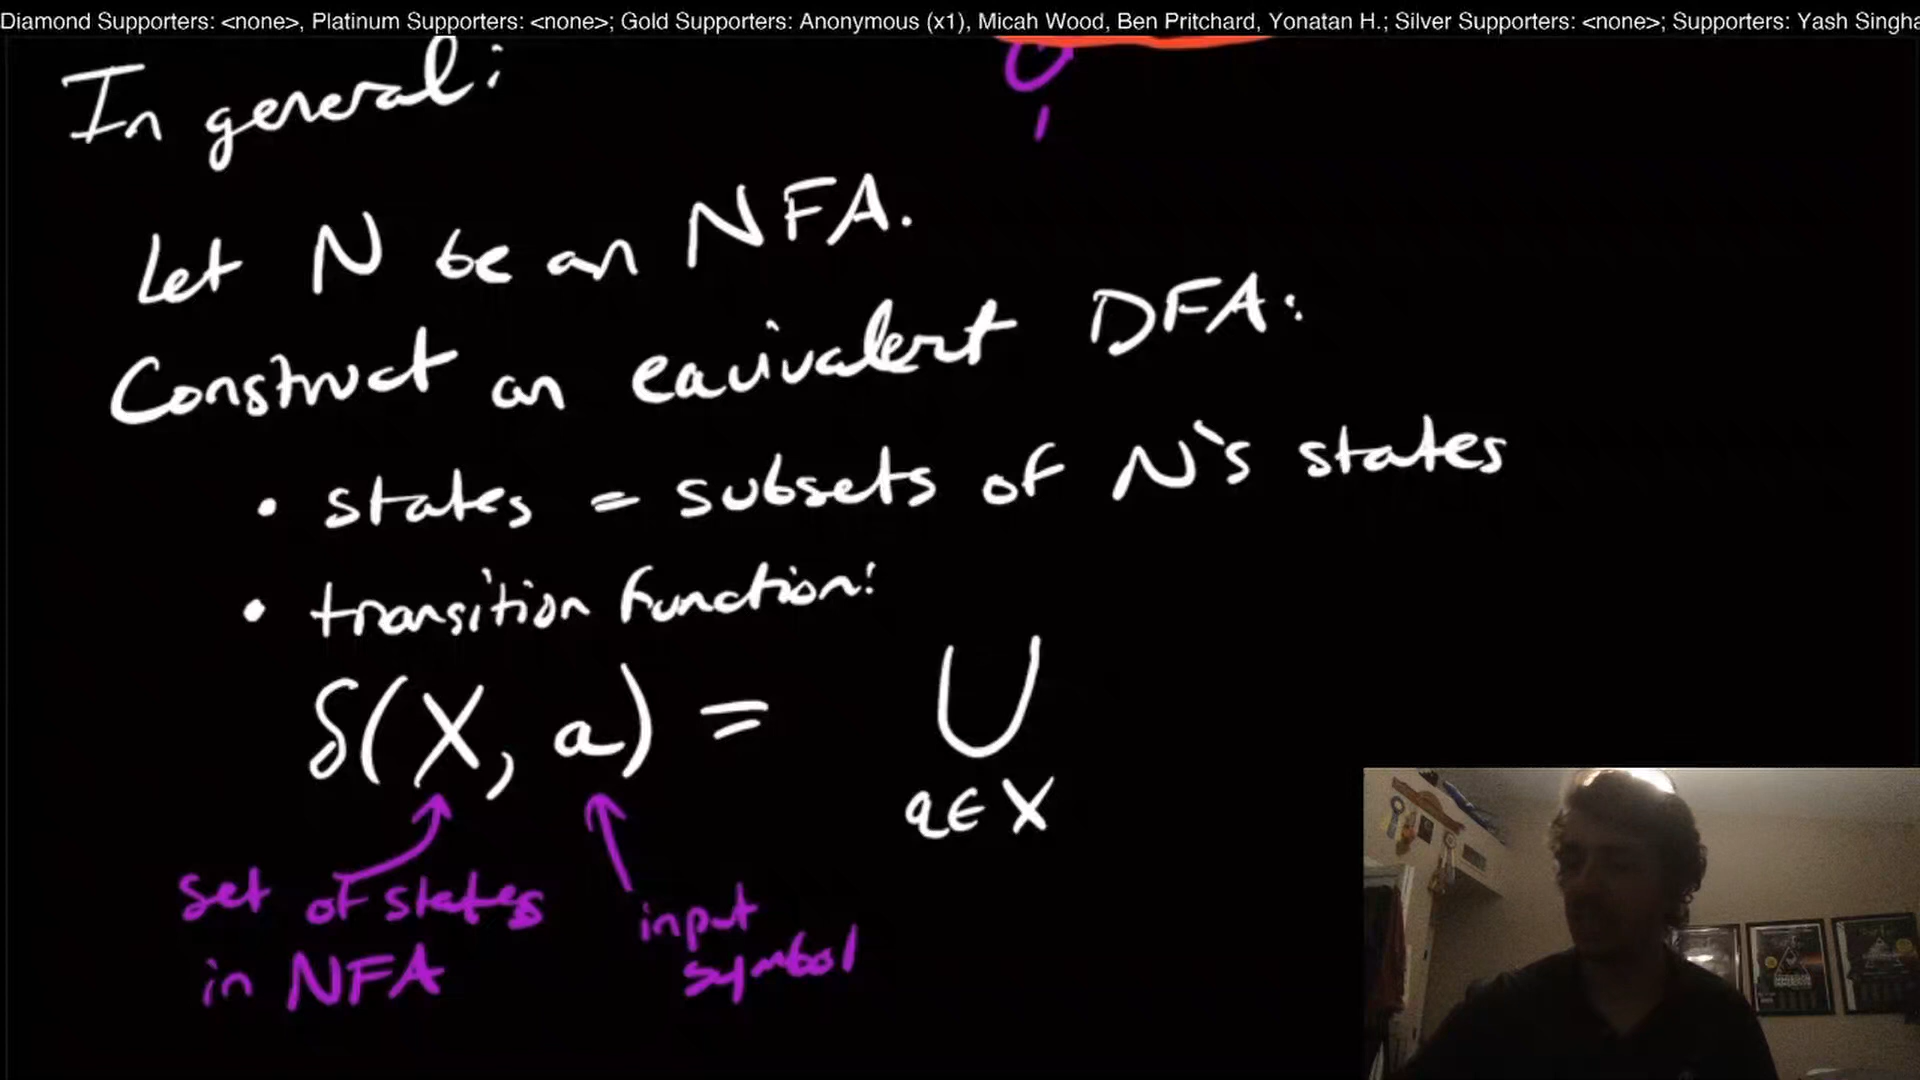 Diamond Supporters: <none>, Platinum Supporters: <none>; Gold Supporters: Anonymous (x1), Micah Wood, Ben Pritchard, Yonatan H.; Silver Supporters: <none>; Supporters: Yash Singha
1
In general:
Let N be an NFA.
Construct an equivalent DFA:
• states = subsets of N's states
• transition function:
δ(X, a) = ⋃
q∈X
set of states
in NFA
input
symbol